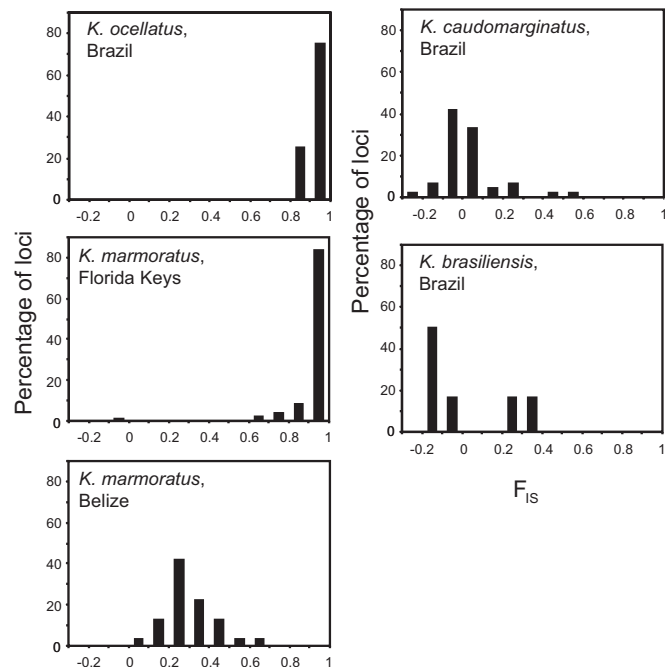 K. ocellatus,
Brazil
80
60
40
20
0
-0.2 0 0.2 0.4 0.6 0.8 1
K. marmoratus,
Florida Keys
80
60
40
20
0
-0.2 0 0.2 0.4 0.6 0.8 1
K. marmoratus,
Belize
80
60
40
20
0
-0.2 0 0.2 0.4 0.6 0.8 1
Percentage of loci
K. caudomarginatus,
Brazil
80
60
40
20
0
-0.2 0 0.2 0.4 0.6 0.8 1
Percentage of loci
K. brasiliensis,
Brazil
80
60
40
20
0
-0.2 0 0.2 0.4 0.6 0.8 1
FIS